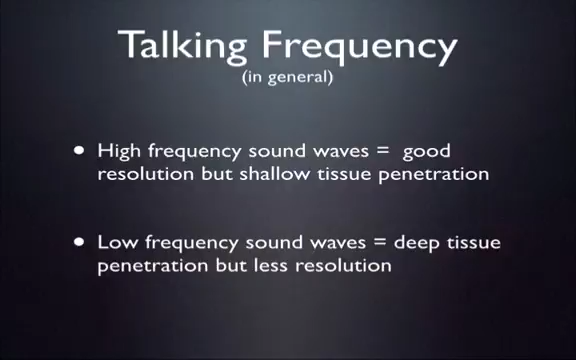 Talking Frequency
(in general)
• High frequency sound waves = good
resolution but shallow tissue penetration
• Low frequency sound waves = deep tissue
penetration but less resolution